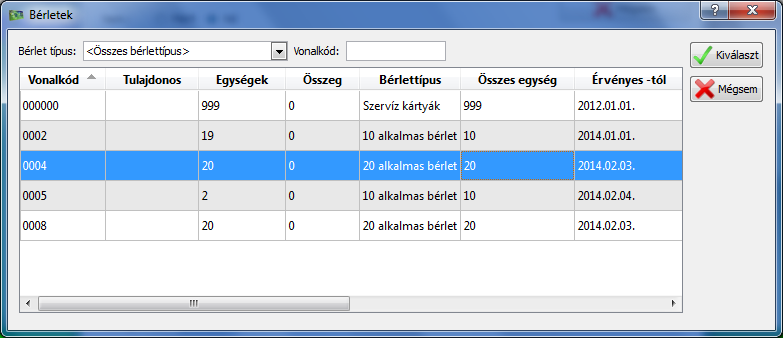 Bérletek
Bérlet típus: <Összes bérlettípus> Vonalkód:
Kiválaszt
Mégsem
Vonalkód Tulajdonos Egységek Összeg Bérlettípus Összes egység Érvényes -tól
000000 999 0 Szervíz kártyák 999 2012.01.01.
0002 19 0 10 alkalmas bérlet 10 2014.01.01.
0004 20 0 20 alkalmas bérlet 20 2014.02.03.
0005 2 0 10 alkalmas bérlet 10 2014.02.04.
0008 20 0 20 alkalmas bérlet 20 2014.02.03.